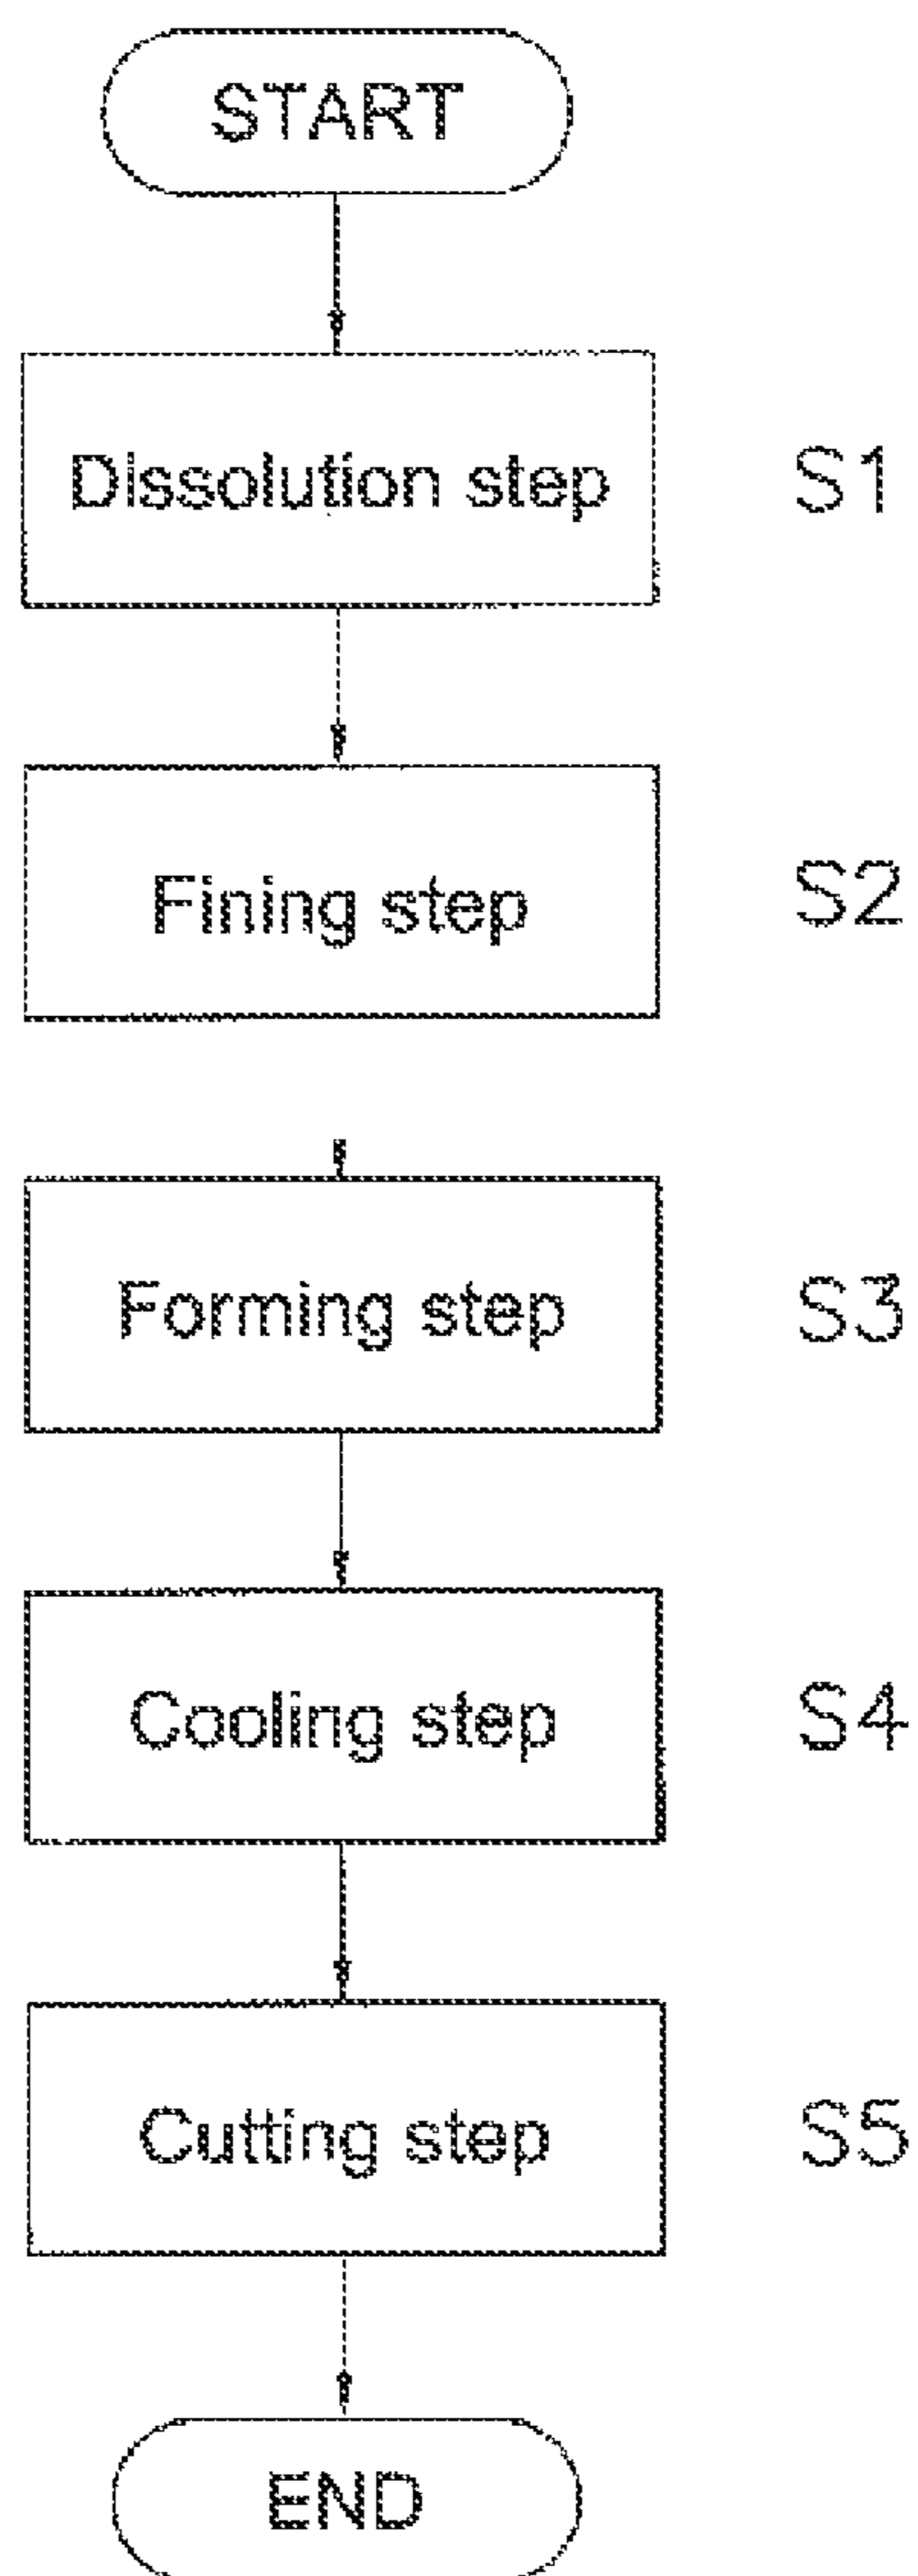 START
Dissolution step S1
Fining step S2
Forming step S3
Cooling step S4
Cutting step S5
END